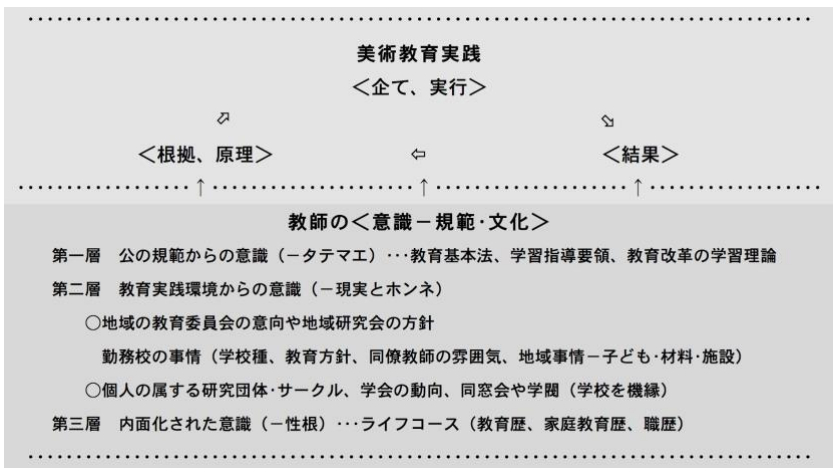 美術教育実践
＜企て、実行＞
⇗ ⇘
＜根拠、原理＞ ⇦ ＜結果＞
↑ ↑ ↑
教師の＜意識－規範･文化＞
第一層 公の規範からの意識（－タテマエ）･･･教育基本法、学習指導要領、教育改革の学習理論
第二層 教育実践環境からの意識（－現実とホンネ）
○地域の教育委員会の意向や地域研究会の方針
勤務校の事情（学校種、教育方針、同僚教師の雰囲気、地域事情－子ども･材料･施設）
○個人の属する研究団体･サークル、学会の動向、同窓会や学閥（学校を機縁）
第三層 内面化された意識（－性根）･･･ライフコース（教育歴、家庭教育歴、職歴）